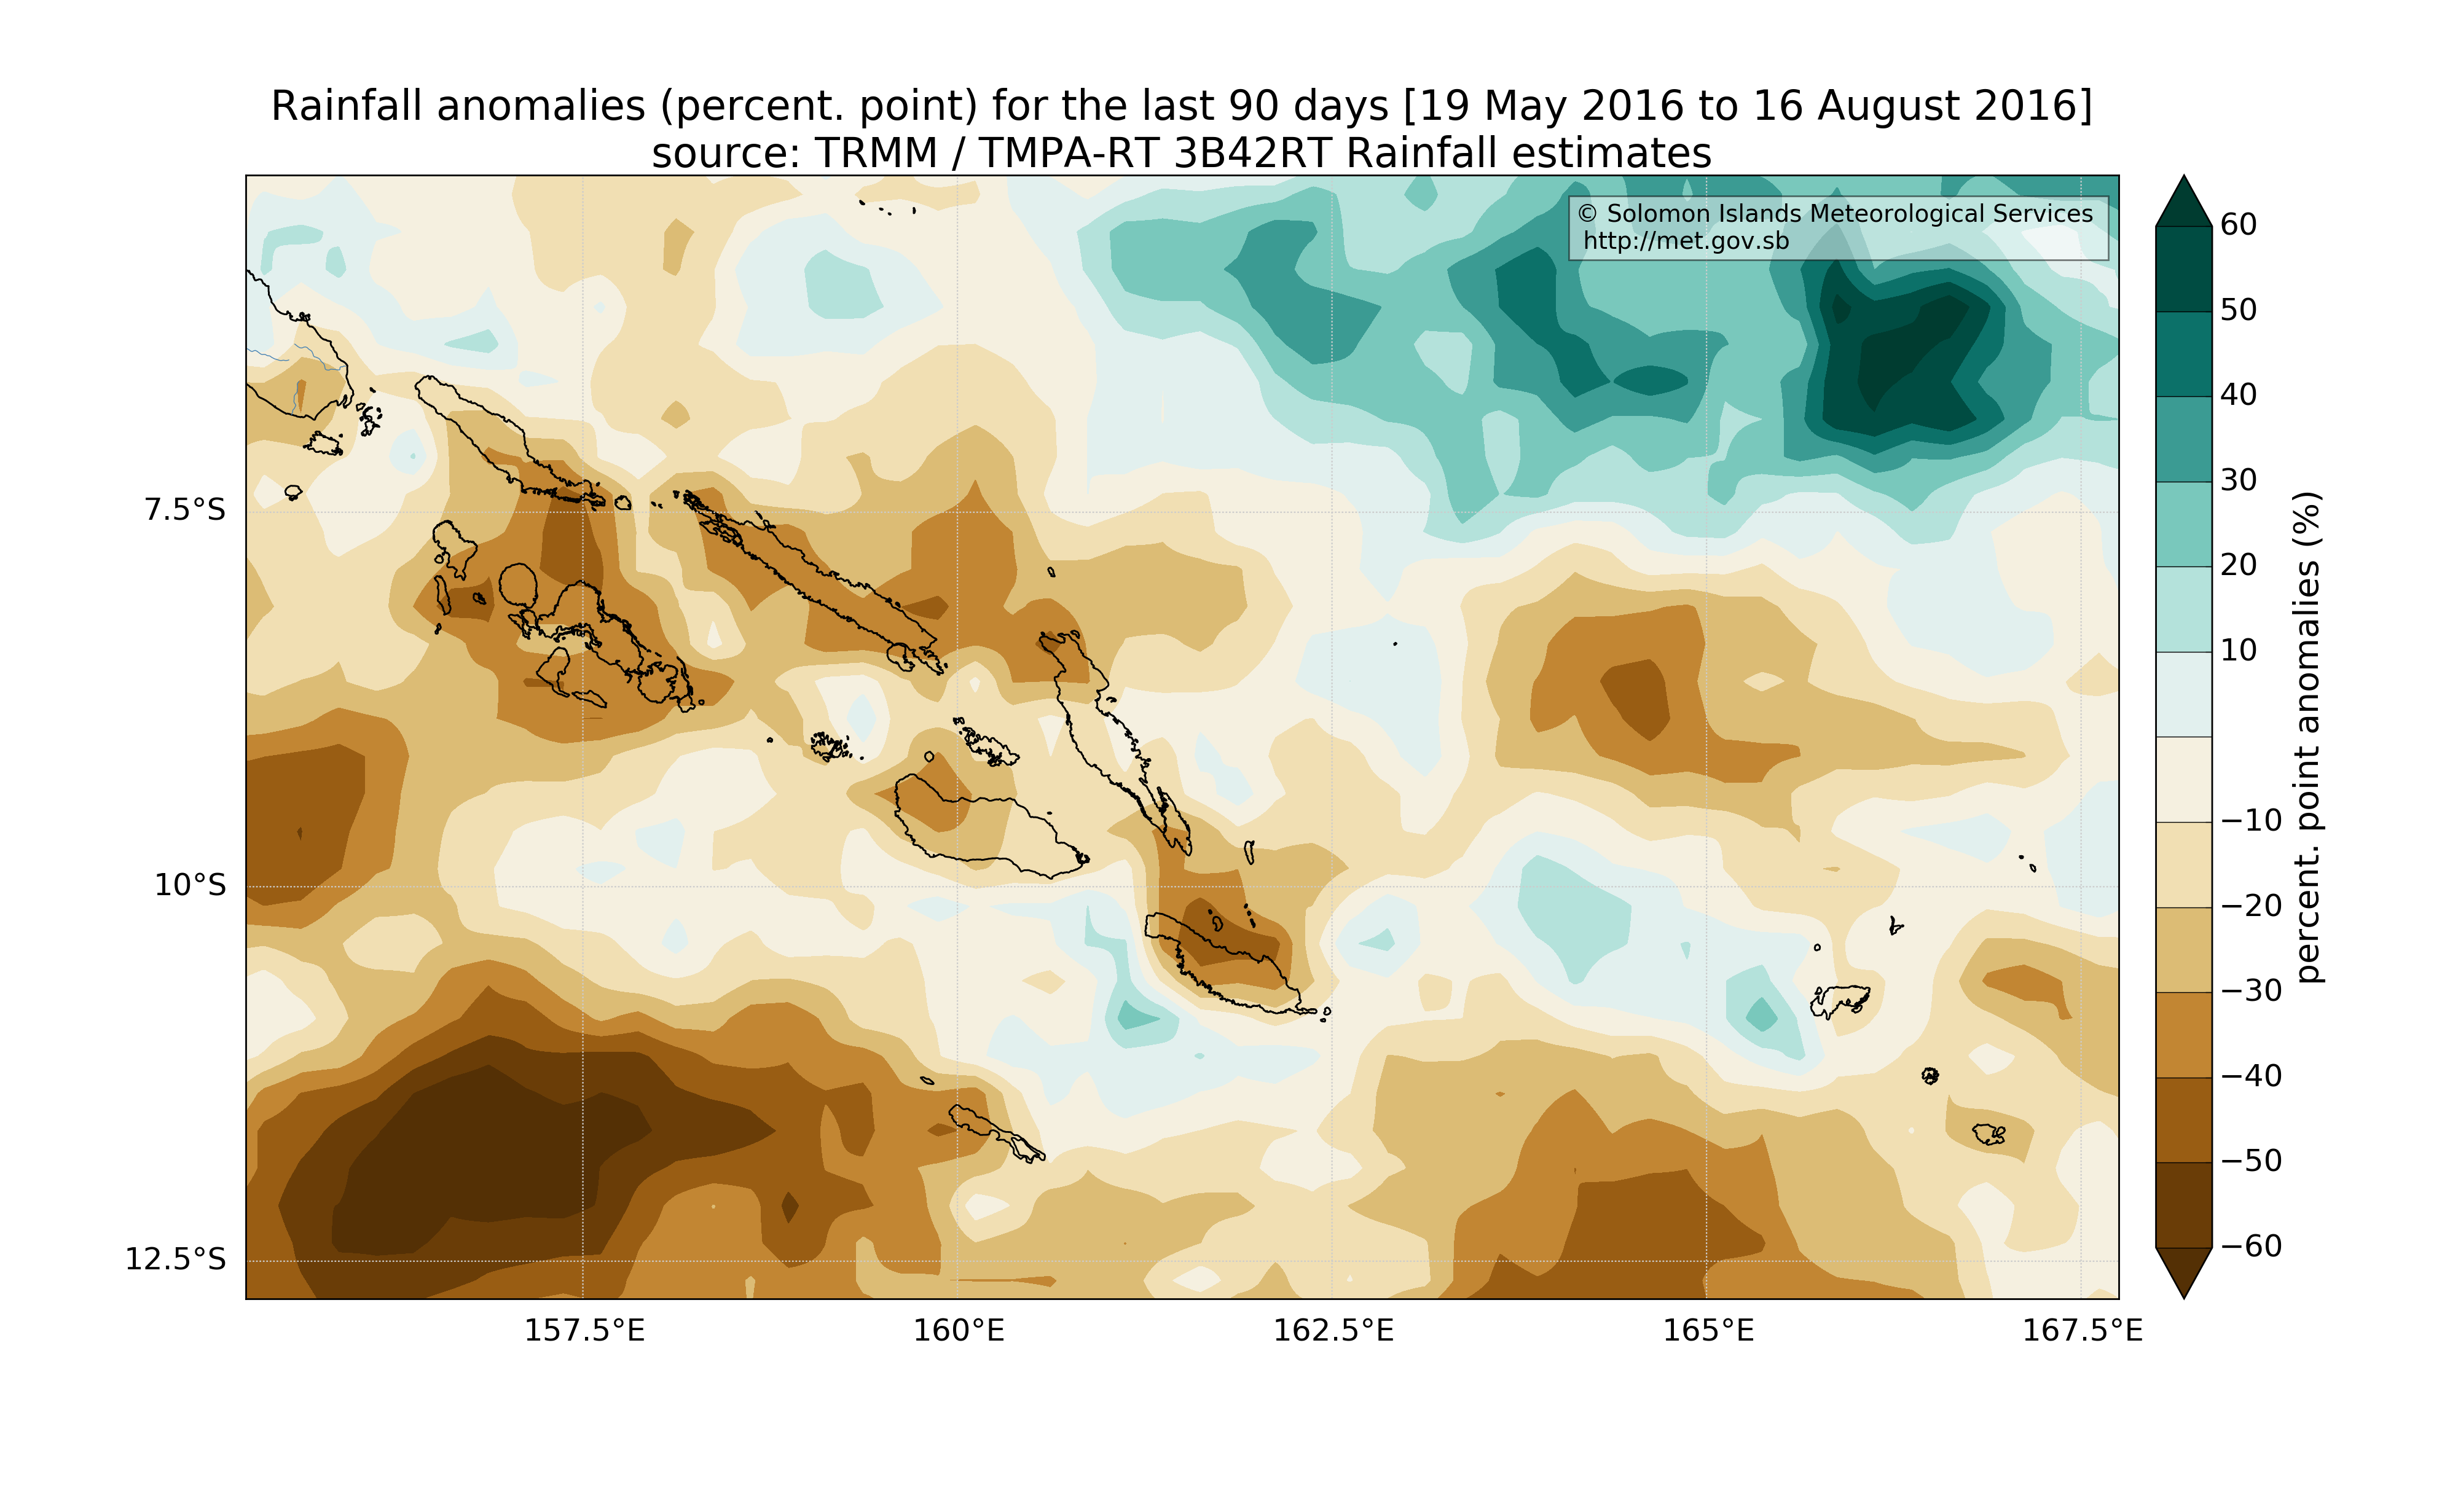 Rainfall anomalies (percent. point) for the last 90 days [19 May 2016 to 16 August 2016]
source: TRMM / TMPA-RT 3B42RT Rainfall estimates
© Solomon Islands Meteorological Services
http://met.gov.sb
7.5°S
10°S
12.5°S
157.5°E
160°E
162.5°E
165°E
167.5°E
60
50
40
30
20
10
−10
−20
−30
−40
−50
−60
percent. point anomalies (%)